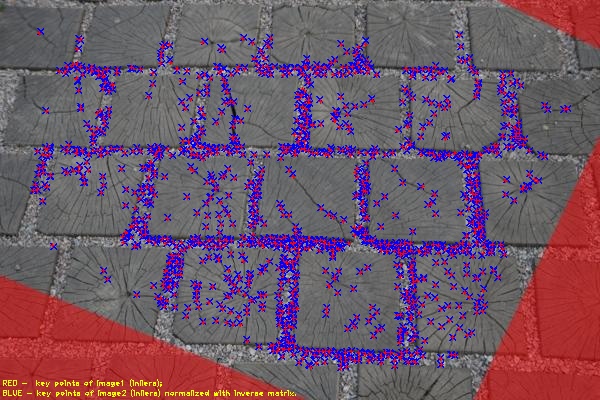 RED - key points of image1 (inliers);
BLUE - key points of image2 (inliers) normalized with inverse matrix.